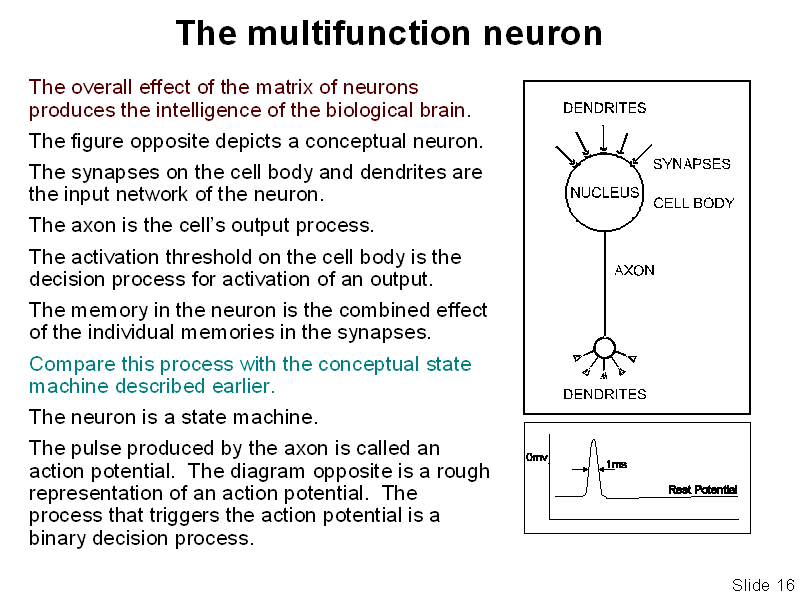 The multifunction neuron
The overall effect of the matrix of neurons
produces the intelligence of the biological brain.
The figure opposite depicts a conceptual neuron.
The synapses on the cell body and dendrites are
the input network of the neuron.
The axon is the cell's output process.
The activation threshold on the cell body is the
decision process for activation of an output.
The memory in the neuron is the combined effect
of the individual memories in the synapses.
Compare this process with the conceptual state
machine described earlier.
The neuron is a state machine.
The pulse produced by the axon is called an
action potential.  The diagram opposite is a rough
representation of an action potential.  The
process that triggers the action potential is a
binary decision process.
DENDRITES
SYNAPSES
NUCLEUS
CELL BODY
AXON
DENDRITES
0mv
1ms
Rest Potential
Slide 16